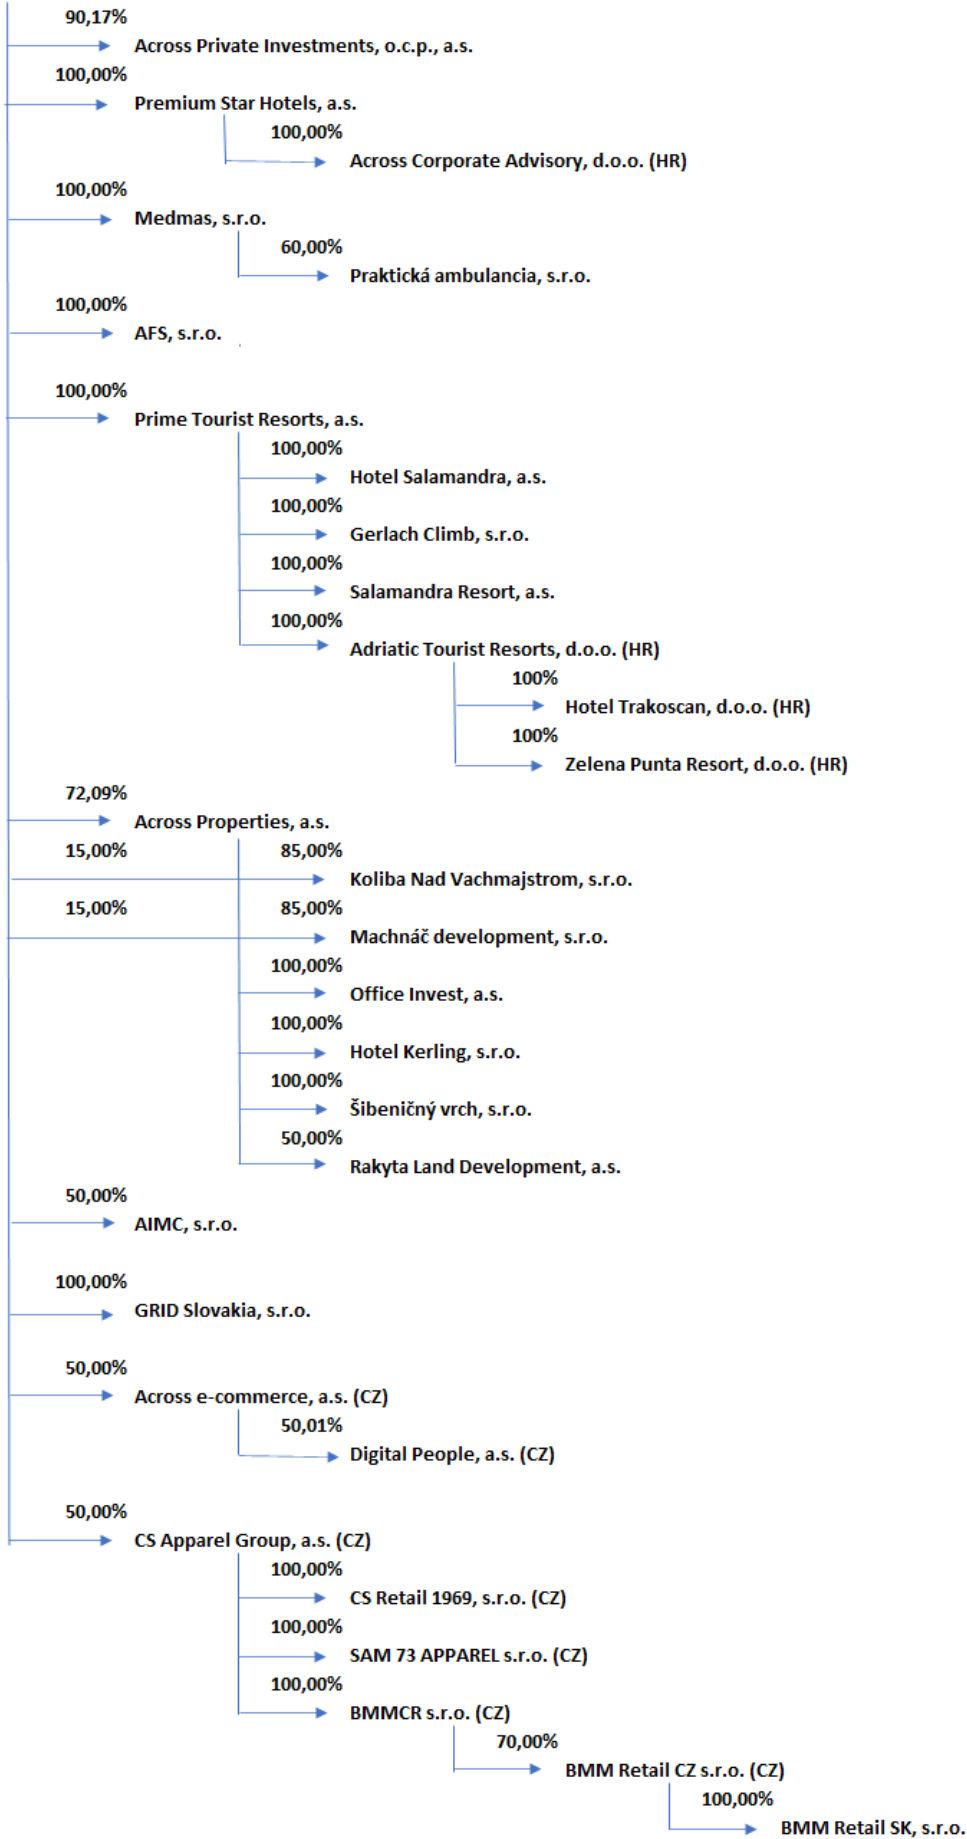 90,17%
Across Private Investments, o.c.p., a.s.
100,00%
Premium Star Hotels, a.s.
100,00%
Across Corporate Advisory, d.o.o. (HR)
100,00%
Medmas, s.r.o.
60,00%
Praktická ambulancia, s.r.o.
100,00%
AFS, s.r.o.
100,00%
Prime Tourist Resorts, a.s.
100,00%
Hotel Salamandra, a.s.
100,00%
Gerlach Climb, s.r.o.
100,00%
Salamandra Resort, a.s.
100,00%
Adriatic Tourist Resorts, d.o.o. (HR)
100%
Hotel Trakoscan, d.o.o. (HR)
100%
Zelena Punta Resort, d.o.o. (HR)
72,09%
Across Properties, a.s.
15,00% 85,00%
Koliba Nad Vachmajstrom, s.r.o.
15,00% 85,00%
Machnáč development, s.r.o.
100,00%
Office Invest, a.s.
100,00%
Hotel Kerling, s.r.o.
100,00%
Šibeničný vrch, s.r.o.
50,00%
Rakyta Land Development, a.s.
50,00%
AIMC, s.r.o.
100,00%
GRID Slovakia, s.r.o.
50,00%
Across e-commerce, a.s. (CZ)
50,01%
Digital People, a.s. (CZ)
50,00%
CS Apparel Group, a.s. (CZ)
100,00%
CS Retail 1969, s.r.o. (CZ)
100,00%
SAM 73 APPAREL s.r.o. (CZ)
100,00%
BMMCR s.r.o. (CZ)
70,00%
BMM Retail CZ s.r.o. (CZ)
100,00%
BMM Retail SK, s.r.o.